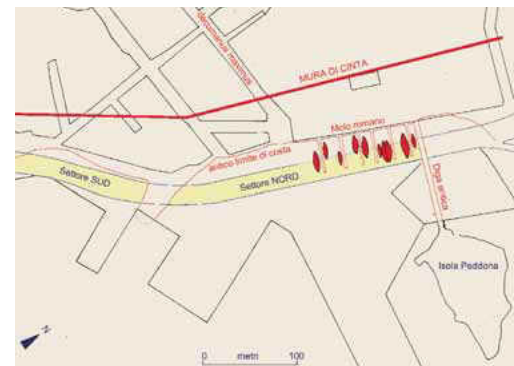 decumanus maximus
MURA DI CINTA
Molo romano
antico limite di costa
Settore SUD
Settore NORD
Diga antica
Isola Peddona
N
0 metri 100